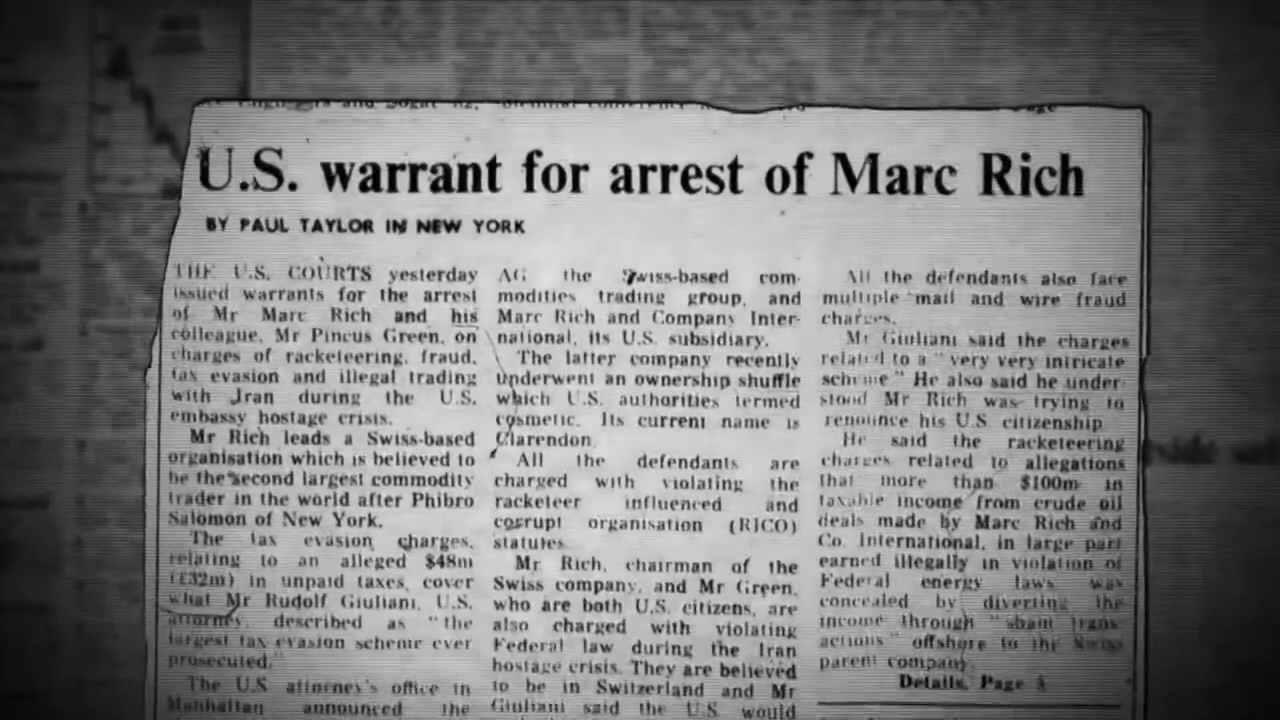 U.S. warrant for arrest of Marc Rich
BY PAUL TAYLOR IN NEW YORK
THE U.S. COURTS yesterday
issued warrants for the arrest
of Mr Marc Rich and his
colleague, Mr Pincus Green, on
charges of racketeering, fraud,
tax evasion and illegal trading
with Iran during the U.S.
embassy hostage crisis.
Mr Rich leads a Swiss-based
organisation which is believed to
be the second largest commodity
trader in the world after Phibro
Salomon of New York.
The tax evasion charges,
relating to an alleged $48m
(£32m) in unpaid taxes, cover
what Mr Rudolf Giuliani, U.S.
attorney, described as "the
largest tax evasion scheme ever
prosecuted."
The U.S attorney's office in
Manhattan announced the
AG the Swiss-based com-
modities trading group, and
Marc Rich and Company Inter-
national, its U.S. subsidiary.
The latter company recently
underwent an ownership shuffle
which U.S. authorities termed
cosmetic. Its current name is
Clarendon.
All the defendants are
charged with violating the
racketeer influenced and
corrupt organisation (RICO)
statutes.
Mr Rich, chairman of the
Swiss company, and Mr Green,
who are both U.S. citizens, are
also charged with violating
Federal law during the Iran
hostage crisis. They are believed
to be in Switzerland and Mr
Giuliani said the U.S would
All the defendants also face
multiple mail and wire fraud
charges.
Mr Giuliani said the charges
related to a "very very intricate
scheme" He also said he under-
stood Mr Rich was trying to
renounce his U.S. citizenship
He said the racketeering
charges related to allegations
that more than $100m in
taxable income from crude oil
deals made by Marc Rich and
Co. International, in large part
earned illegally in violation of
Federal energy laws was
concealed by diverting the
income through "sham trans-
actions" offshore to the Swiss
parent company.
Details, Page